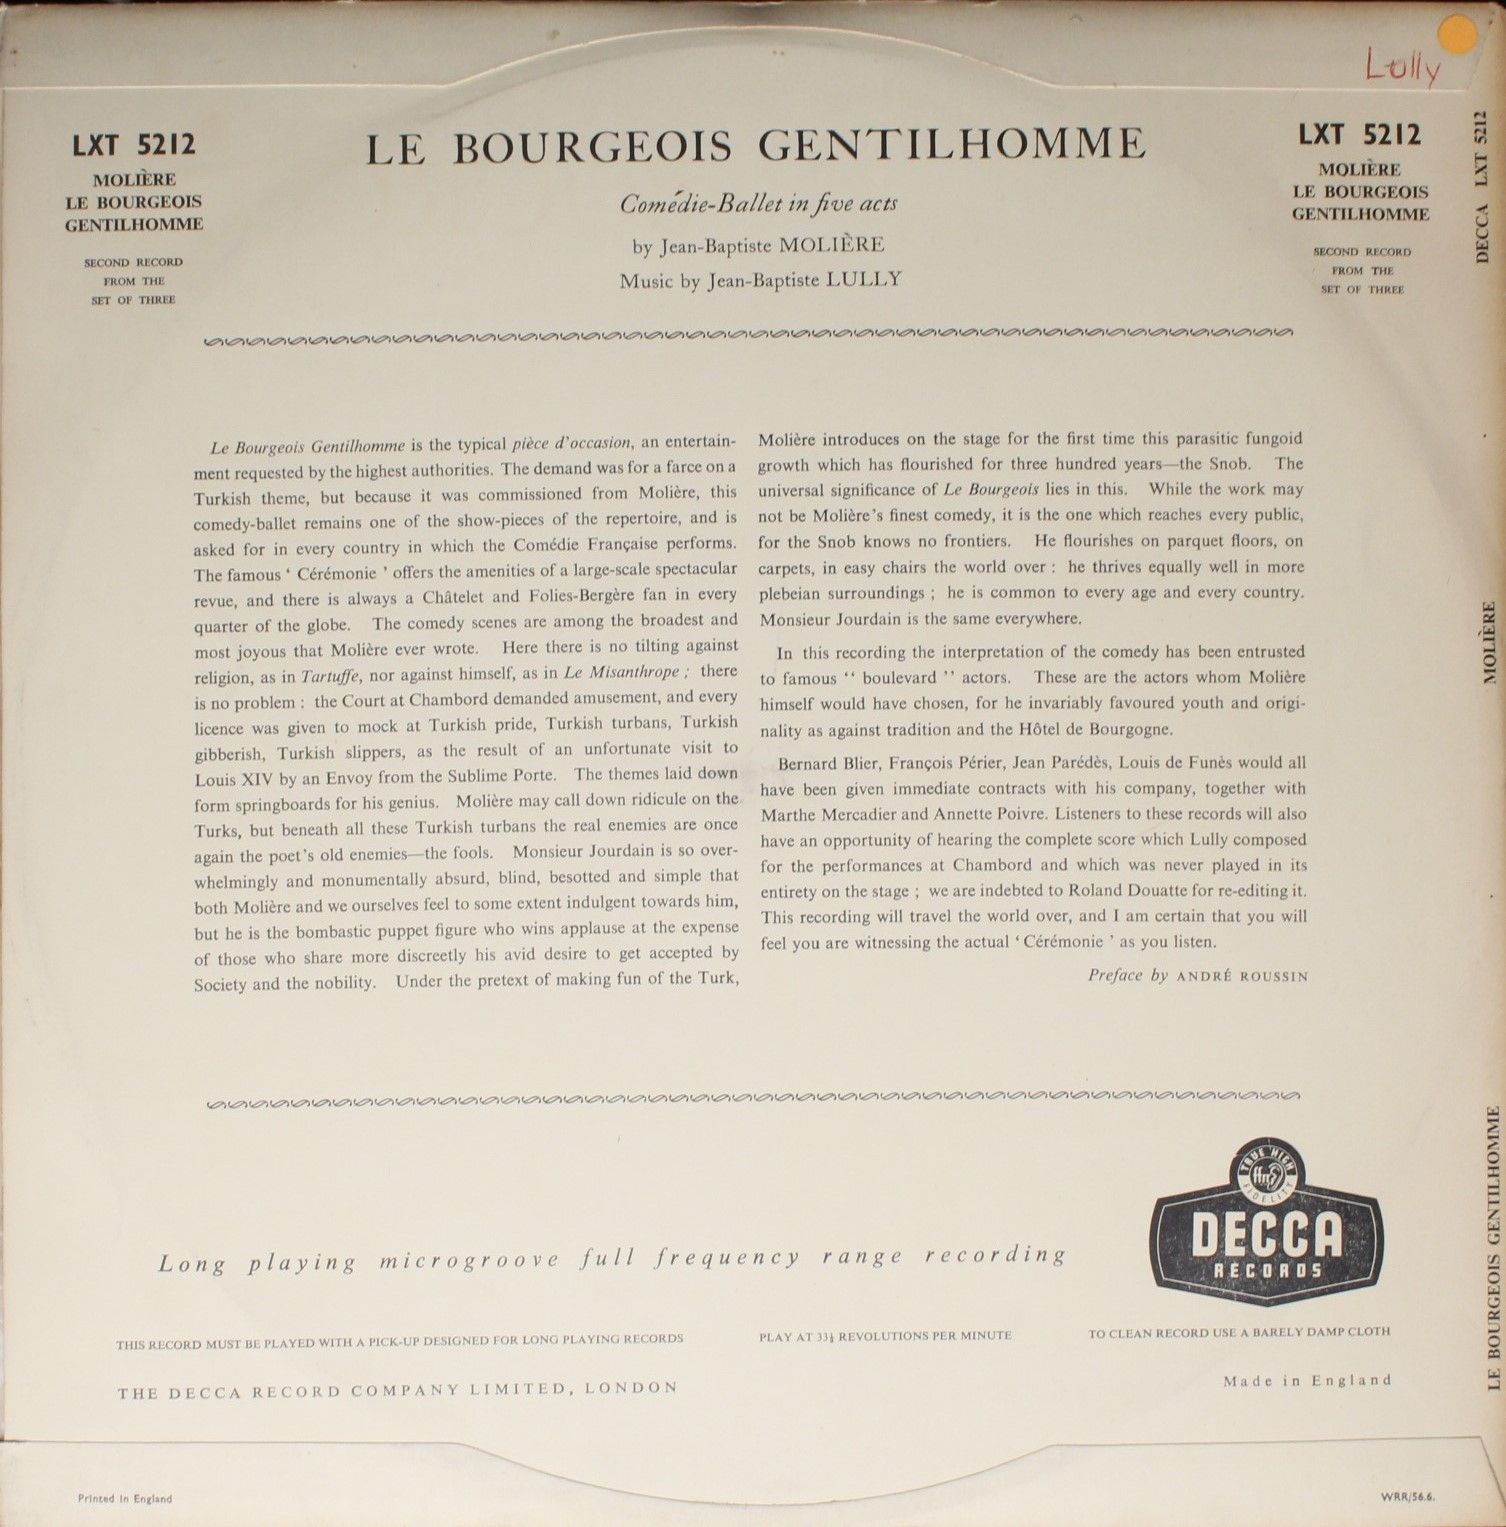 Lully
LXT 5212
MOLIÈRE
LE BOURGEOIS
GENTILHOMME
SECOND RECORD
FROM THE
SET OF THREE
LE BOURGEOIS GENTILHOMME
Comédie-Ballet in five acts
by Jean-Baptiste MOLIÈRE
Music by Jean-Baptiste LULLY
LXT 5212
MOLIÈRE
LE BOURGEOIS
GENTILHOMME
SECOND RECORD
FROM THE
SET OF THREE
Le Bourgeois Gentilhomme is the typical pièce d'occasion, an entertain-
ment requested by the highest authorities. The demand was for a farce on a
Turkish theme, but because it was commissioned from Molière, this
comedy-ballet remains one of the show-pieces of the repertoire, and is
asked for in every country in which the Comédie Française performs.
The famous ‘ Cérémonie ’ offers the amenities of a large-scale spectacular
revue, and there is always a Châtelet and Folies-Bergère fan in every
quarter of the globe. The comedy scenes are among the broadest and
most joyous that Molière ever wrote. Here there is no tilting against
religion, as in Tartuffe, nor against himself, as in Le Misanthrope ; there
is no problem : the Court at Chambord demanded amusement, and every
licence was given to mock at Turkish pride, Turkish turbans, Turkish
gibberish, Turkish slippers, as the result of an unfortunate visit to
Louis XIV by an Envoy from the Sublime Porte. The themes laid down
form springboards for his genius. Molière may call down ridicule on the
Turks, but beneath all these Turkish turbans the real enemies are once
again the poet's old enemies—the fools. Monsieur Jourdain is so over-
whelmingly and monumentally absurd, blind, besotted and simple that
both Molière and we ourselves feel to some extent indulgent towards him,
but he is the bombastic puppet figure who wins applause at the expense
of those who share more discreetly his avid desire to get accepted by
Society and the nobility. Under the pretext of making fun of the Turk,
Molière introduces on the stage for the first time this parasitic fungoid
growth which has flourished for three hundred years—the Snob. The
universal significance of Le Bourgeois lies in this. While the work may
not be Molière's finest comedy, it is the one which reaches every public,
for the Snob knows no frontiers. He flourishes on parquet floors, on
carpets, in easy chairs the world over : he thrives equally well in more
plebeian surroundings ; he is common to every age and every country.
Monsieur Jourdain is the same everywhere.
In this recording the interpretation of the comedy has been entrusted
to famous “ boulevard ” actors. These are the actors whom Molière
himself would have chosen, for he invariably favoured youth and origi-
nality as against tradition and the Hôtel de Bourgogne.
Bernard Blier, François Périer, Jean Parédès, Louis de Funès would all
have been given immediate contracts with his company, together with
Marthe Mercadier and Annette Poivre. Listeners to these records will also
have an opportunity of hearing the complete score which Lully composed
for the performances at Chambord and which was never played in its
entirety on the stage ; we are indebted to Roland Douatte for re-editing it.
This recording will travel the world over, and I am certain that you will
feel you are witnessing the actual ‘ Cérémonie ’ as you listen.
Preface by ANDRÉ ROUSSIN
TRUE HIGH
ffrr
FIDELITY
DECCA
RECORDS
Long playing microgroove full frequency range recording
THIS RECORD MUST BE PLAYED WITH A PICK-UP DESIGNED FOR LONG PLAYING RECORDS
PLAY AT 33⅓ REVOLUTIONS PER MINUTE
TO CLEAN RECORD USE A BARELY DAMP CLOTH
THE DECCA RECORD COMPANY LIMITED, LONDON
Made in England
Printed in England
WRR/56.6.
DECCA LXT 5212
MOLIÈRE
LE BOURGEOIS GENTILHOMME